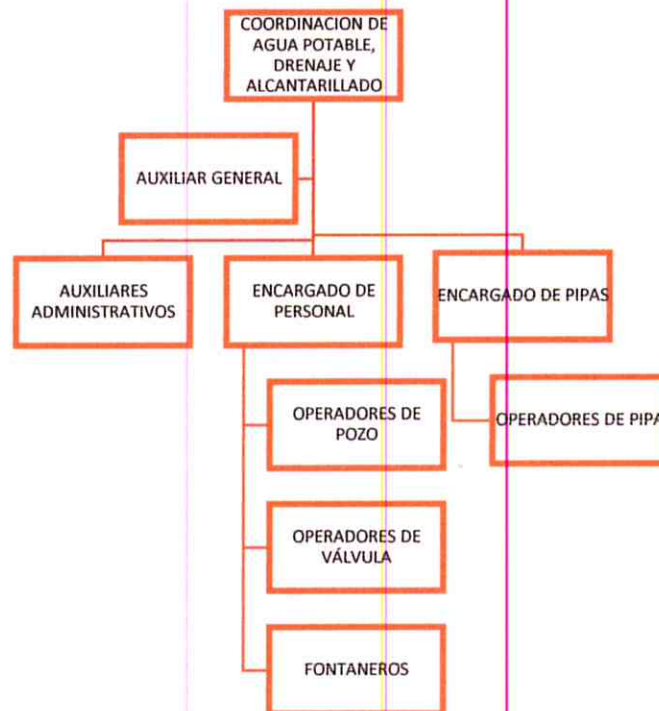 COORDINACION DE
AGUA POTABLE,
DRENAJE Y
ALCANTARILLADO
AUXILIAR GENERAL
AUXILIARES
ADMINISTRATIVOS
ENCARGADO DE
PERSONAL
ENCARGADO DE PIPAS
OPERADORES DE
POZO
OPERADORES DE PIPA
OPERADORES DE
VÁLVULA
FONTANEROS